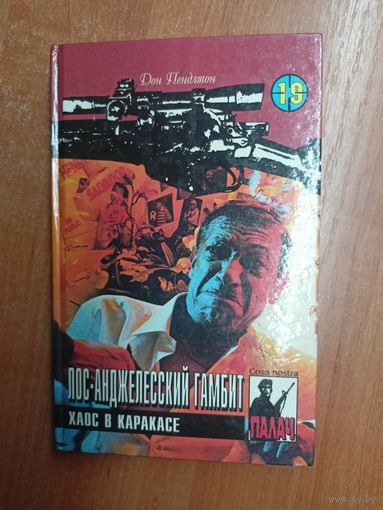 Дон Пендлтон
19
ЛОС-АНДЖЕЛЕССКИЙ ГАМБИТ
ХАОС В КАРАКАСЕ
Cosa nostra
ПАЛАЧ
www.ay.by